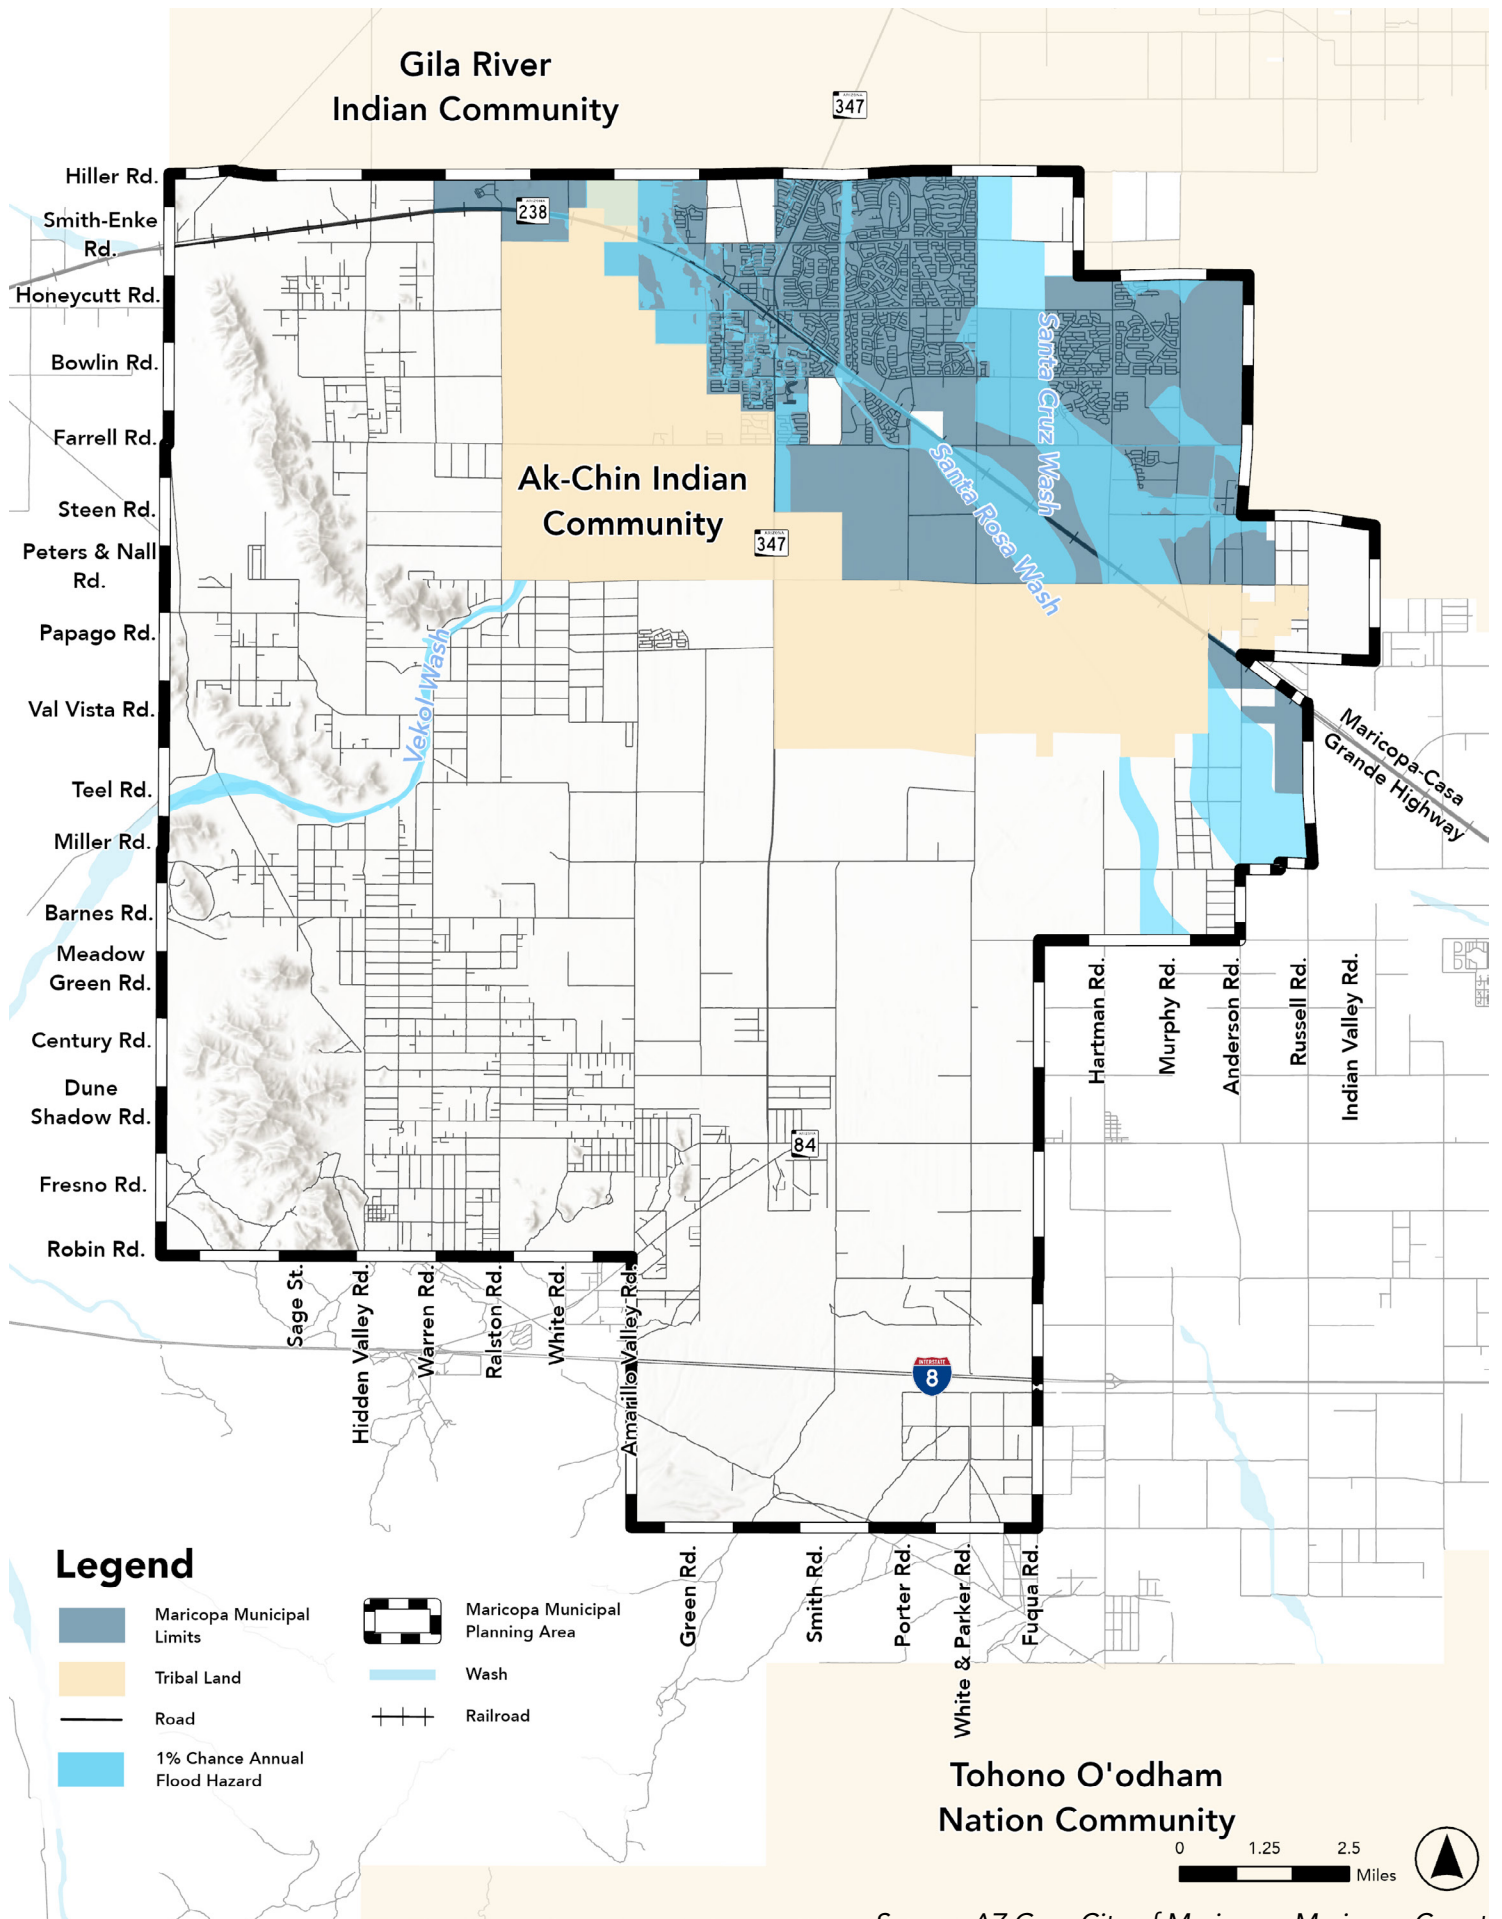 Gila River
Indian Community
ARIZONA
347
Hiller Rd.
Smith-Enke
Rd.
Honeycutt Rd.
Bowlin Rd.
Farrell Rd.
Steen Rd.
Peters & Nall
Rd.
Papago Rd.
Val Vista Rd.
Teel Rd.
Miller Rd.
Barnes Rd.
Meadow
Green Rd.
Century Rd.
Dune
Shadow Rd.
Fresno Rd.
Robin Rd.
ARIZONA
238
Santa Cruz Wash
Santa Rosa Wash
Ak-Chin Indian
Community
ARIZONA
347
Vekol Wash
Maricopa-Casa
Grande Highway
Hartman Rd.
Murphy Rd.
Anderson Rd.
Russell Rd.
Indian Valley Rd.
ARIZONA
84
Sage St.
Hidden Valley Rd.
Warren Rd.
Ralston Rd.
White Rd.
Amarillo Valley Rd.
INTERSTATE
8
Green Rd.
Smith Rd.
Porter Rd.
White & Parker Rd.
Fuqua Rd.
Legend
Maricopa Municipal
Limits
Tribal Land
Road
1% Chance Annual
Flood Hazard
Maricopa Municipal
Planning Area
Wash
Railroad
Tohono O'odham
Nation Community
0 1.25 2.5
Miles